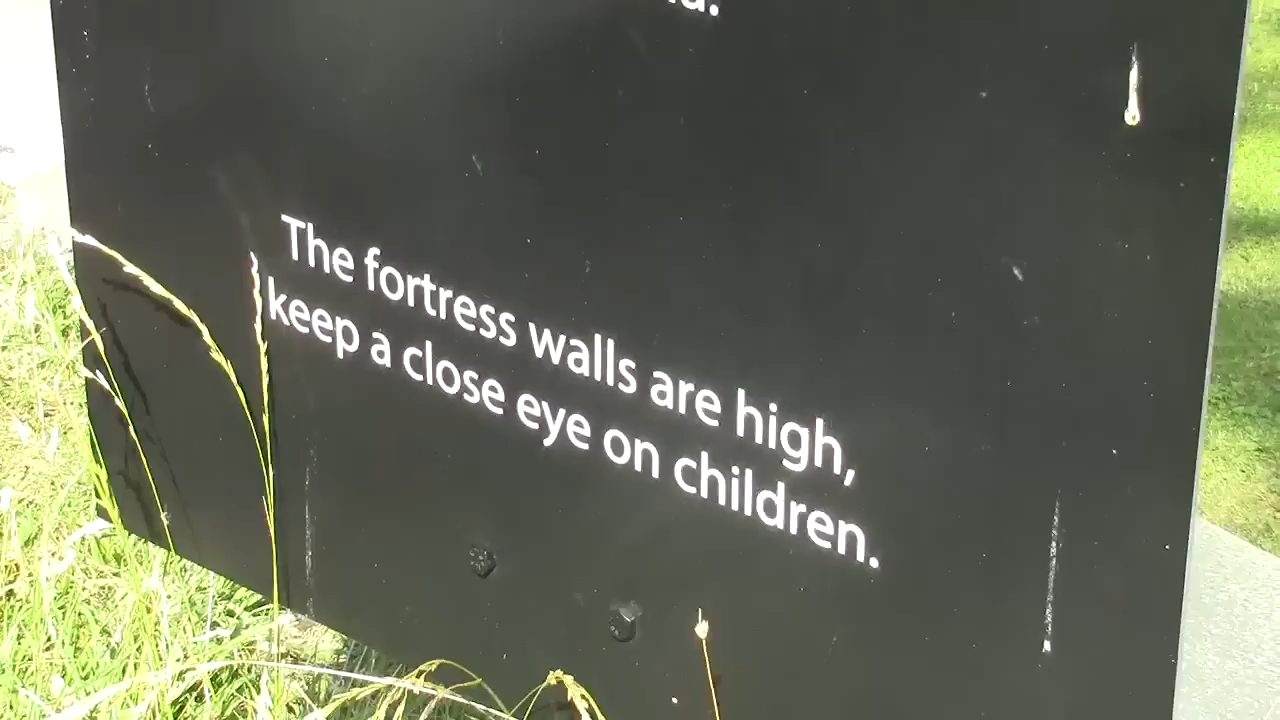 The fortress walls are high,
keep a close eye on children.